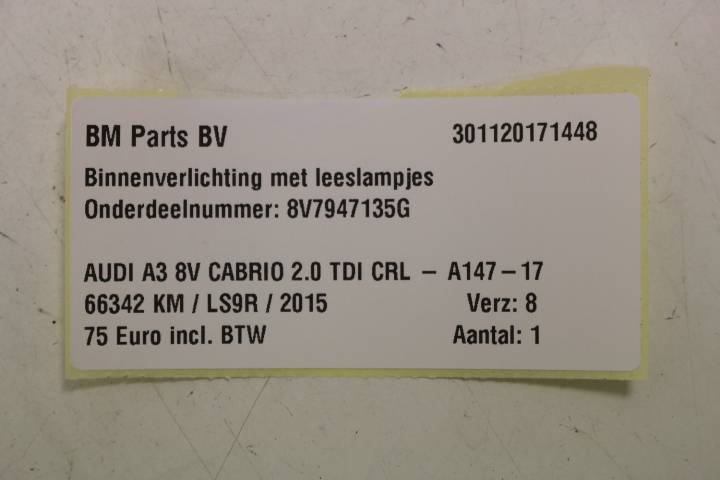 BM Parts BV 301120171448
Binnenverlichting met leeslampjes
Onderdeelnummer: 8V7947135G
AUDI A3 8V CABRIO 2.0 TDI CRL – A147–17
66342 KM / LS9R / 2015 Verz: 8
75 Euro incl. BTW Aantal: 1